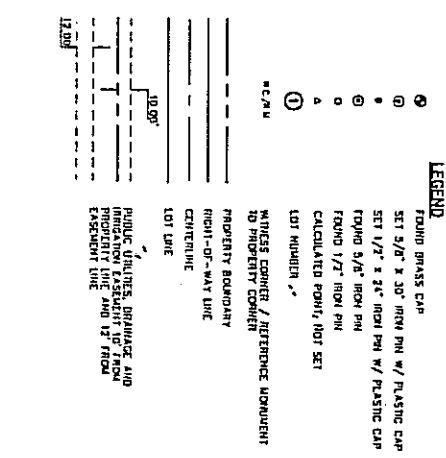 LEGEND
FOUND BRASS CAP
SET 5/8" X 30" IRON PIN W/ PLASTIC CAP
SET 1/2" X 24" IRON PIN W/ PLASTIC CAP
FOUND 5/8" IRON PIN
FOUND 1/2" IRON PIN
CALCULATED POINT, NOT SET
1 LOT NUMBER
W.C./R.M WITNESS CORNER / REFERENCE MONUMENT
TO PROPERTY CORNER
PROPERTY BOUNDARY
CENTERLINE
RIGHT-OF-WAY LINE
LOT LINE
10.00'
PUBLIC UTILITIES, DRAINAGE AND
IRRIGATION EASEMENT 10' FROM
PROPERTY LINE AND 12' FROM
EASEMENT LINE
12.00'